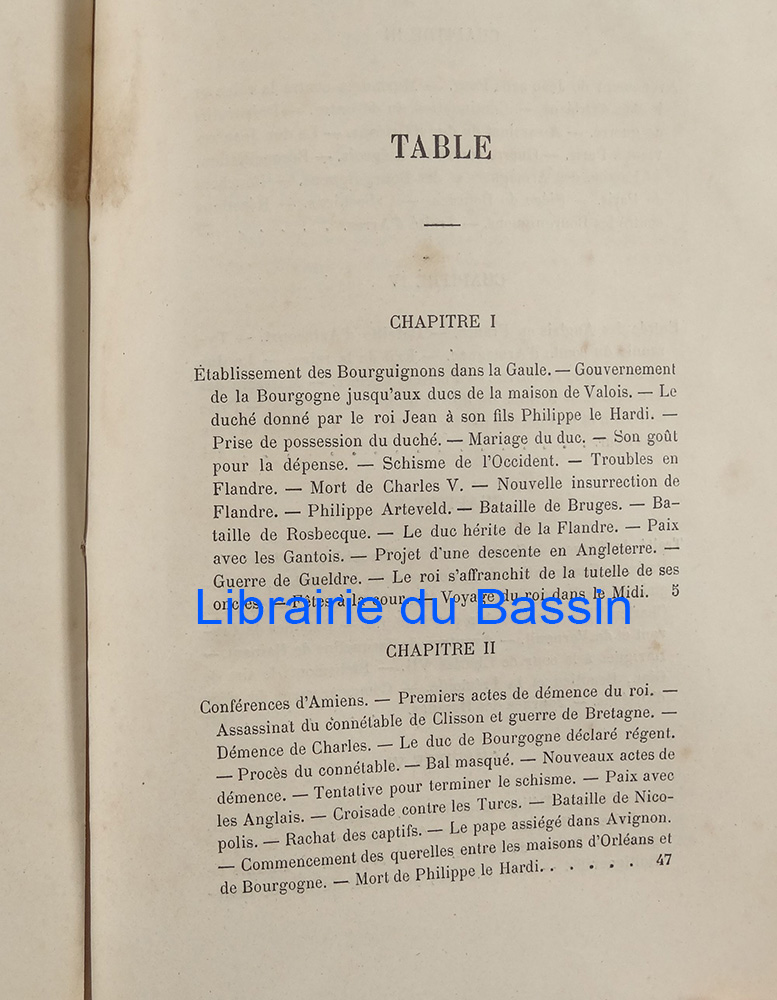 TABLE
CHAPITRE I
Établissement des Bourguignons dans la Gaule. — Gouvernement
de la Bourgogne jusqu'aux ducs de la maison de Valois. — Le
duché donné par le roi Jean à son fils Philippe le Hardi. —
Prise de possession du duché. — Mariage du duc. — Son goût
pour la dépense. — Schisme de l'Occident. — Troubles en
Flandre. — Mort de Charles V. — Nouvelle insurrection de
Flandre. — Philippe Arteveld. — Bataille de Bruges. — Ba-
taille de Rosbecque. — Le duc hérite de la Flandre. — Paix
avec les Gantois. — Projet d'une descente en Angleterre. —
Guerre de Gueldre. — Le roi s'affranchit de la tutelle de ses
oncles. — Fêtes à la cour. — Voyage du roi dans le Midi. 5
Librairie du Bassin
CHAPITRE II
Conférences d'Amiens. — Premiers actes de démence du roi. —
Assassinat du connétable de Clisson et guerre de Bretagne. —
Démence de Charles. — Le duc de Bourgogne déclaré régent.
— Procès du connétable. — Bal masqué. — Nouveaux actes de
démence. — Tentative pour terminer le schisme. — Paix avec
les Anglais. — Croisade contre les Turcs. — Bataille de Nico-
polis. — Rachat des captifs. — Le pape assiégé dans Avignon.
— Commencement des querelles entre les maisons d'Orléans et
de Bourgogne. — Mort de Philippe le Hardi. . . . . . 47